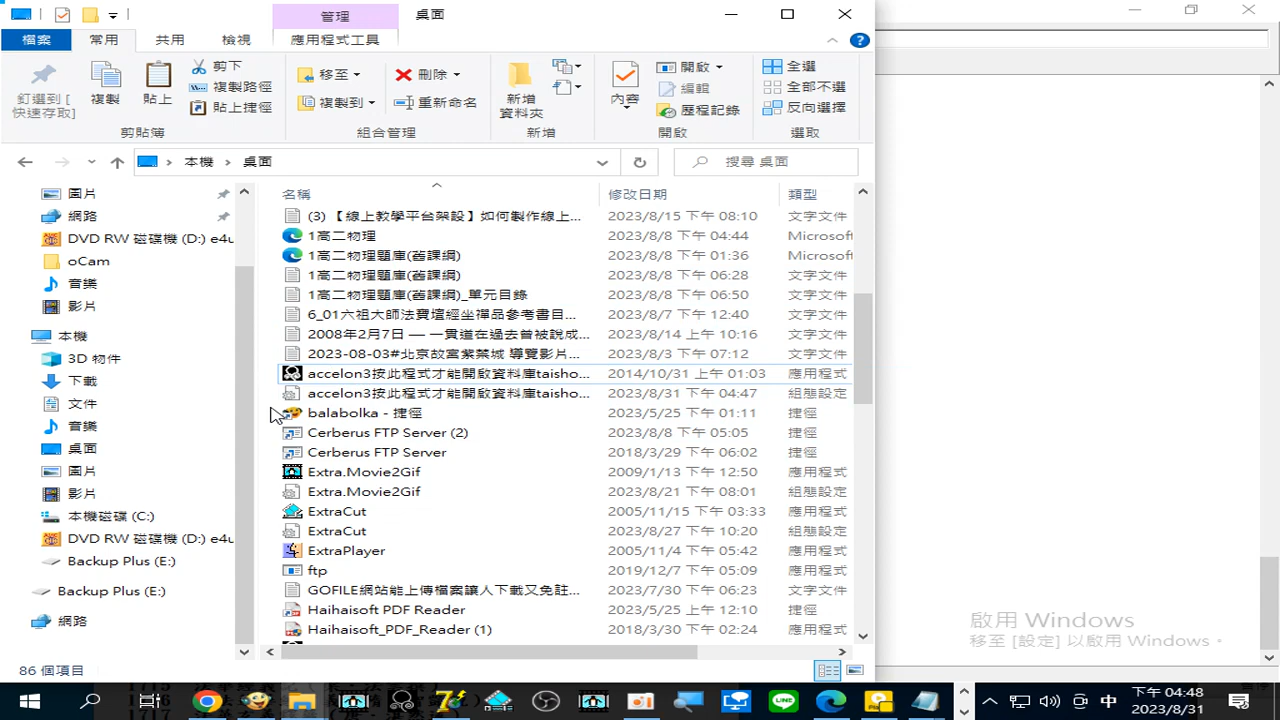 管理
桌面
檔案
常用
共用
檢視
應用程式工具
釘選到 [
快速存取]
複製
貼上
剪下
複製路徑
貼上捷徑
剪貼簿
移至
複製到
刪除
重新命名
組合管理
新增
資料夾
新增
內容
開啟
編輯
歷程記錄
開啟
全選
全部不選
反向選擇
選取
本機 › 桌面
搜尋 桌面
圖片
網路
DVD RW 磁碟機 (D:) e4u
oCam
音樂
影片
本機
3D 物件
下載
文件
音樂
桌面
圖片
影片
本機磁碟 (C:)
DVD RW 磁碟機 (D:) e4u
Backup Plus (E:)
Backup Plus (E:)
網路
名稱 修改日期 類型
(3) 【線上教學平台架設】如何製作線上... 2023/8/15 下午 08:10 文字文件
1高二物理 2023/8/8 下午 04:44 Microsoft
1高二物理題庫(舊課綱) 2023/8/8 下午 01:36 Microsoft
1高二物理題庫(舊課綱) 2023/8/8 下午 06:28 文字文件
1高二物理題庫(舊課綱)_單元目錄 2023/8/8 下午 06:50 文字文件
6_01六祖大師法寶壇經坐禪品參考書目... 2023/8/7 下午 12:40 文字文件
2008年2月7日 — 一貫道在過去曾被說成... 2023/8/14 上午 10:16 文字文件
2023-08-03#北京故宮紫禁城 導覽影片... 2023/8/3 下午 07:12 文字文件
accelon3按此程式才能開啟資料庫taisho... 2014/10/31 上午 01:03 應用程式
accelon3按此程式才能開啟資料庫taisho... 2023/8/31 下午 04:47 組態設定
balabolka - 捷徑 2023/5/25 下午 01:11 捷徑
Cerberus FTP Server (2) 2023/8/8 下午 05:05 捷徑
Cerberus FTP Server 2018/3/29 下午 06:02 捷徑
Extra.Movie2Gif 2009/1/13 下午 12:50 應用程式
Extra.Movie2Gif 2023/8/21 下午 08:01 組態設定
ExtraCut 2005/11/15 下午 03:33 應用程式
ExtraCut 2023/8/27 下午 10:20 組態設定
ExtraPlayer 2005/11/4 下午 05:42 應用程式
ftp 2019/12/7 下午 05:09 應用程式
GOFILE網站能上傳檔案讓人下載又免註... 2023/7/30 下午 06:23 文字文件
Haihaisoft PDF Reader 2023/5/25 上午 12:10 捷徑
Haihaisoft_PDF_Reader (1) 2018/3/30 下午 02:24 應用程式
86 個項目
啟用 Windows
移至 [設定] 以啟用 Windows。
中
下午 04:48
2023/8/31